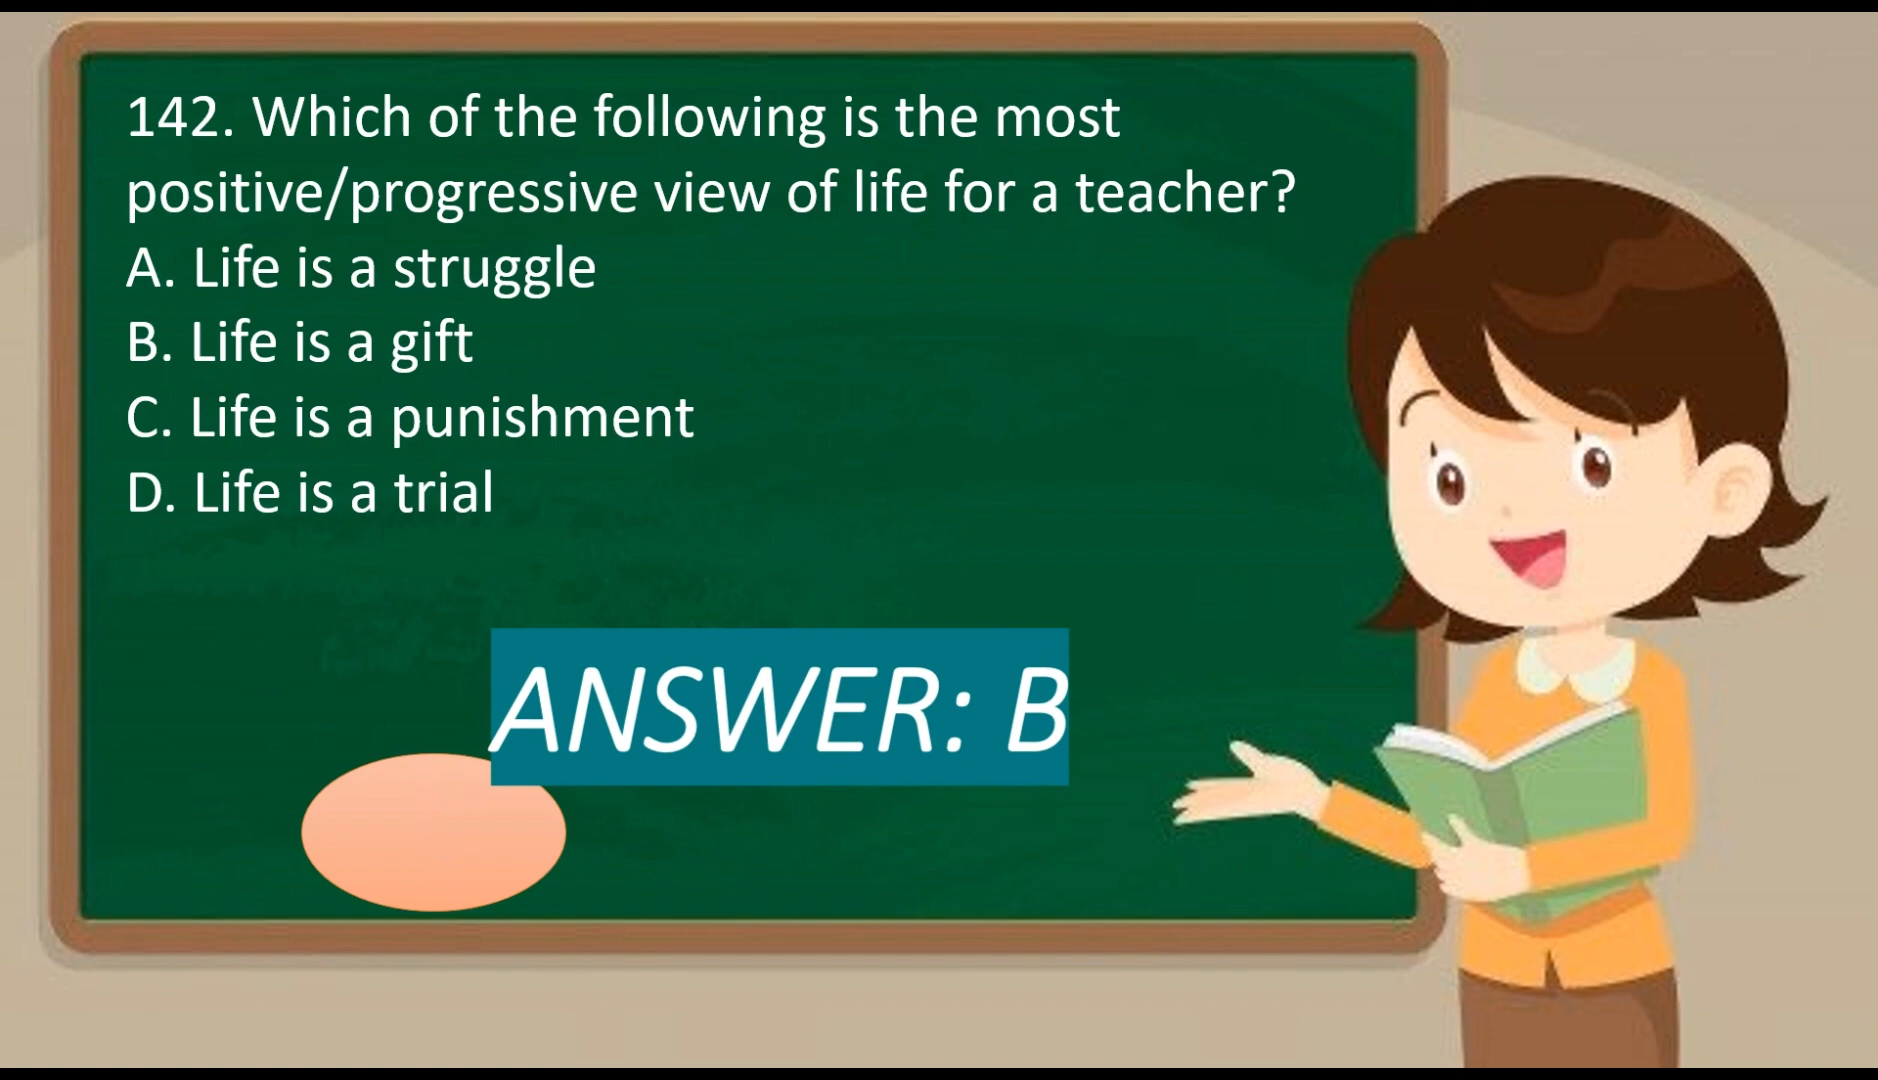 142. Which of the following is the most
positive/progressive view of life for a teacher?
A. Life is a struggle
B. Life is a gift
C. Life is a punishment
D. Life is a trial
ANSWER: B